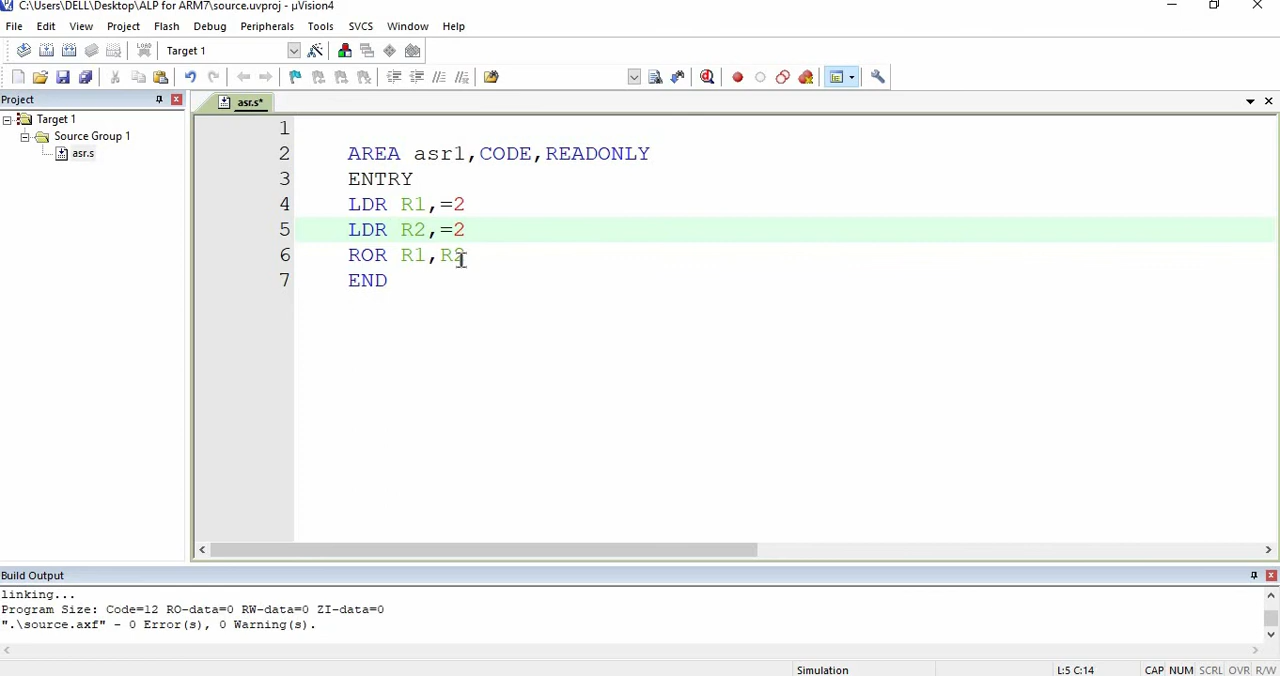 C:\Users\DELL\Desktop\ALP for ARM7\source.uvproj - µVision4
File Edit View Project Flash Debug Peripherals Tools SVCS Window Help
LOAD Target 1
Project
asr.s*
Target 1
Source Group 1
asr.s
1
2 AREA asr1,CODE,READONLY
3 ENTRY
4 LDR R1,=2
5 LDR R2,=2
6 ROR R1,R2
7 END
Build Output
linking...
Program Size: Code=12 RO-data=0 RW-data=0 ZI-data=0
".\source.axf" - 0 Error(s), 0 Warning(s).
Simulation L:5 C:14 CAP NUM SCRL OVR R/W